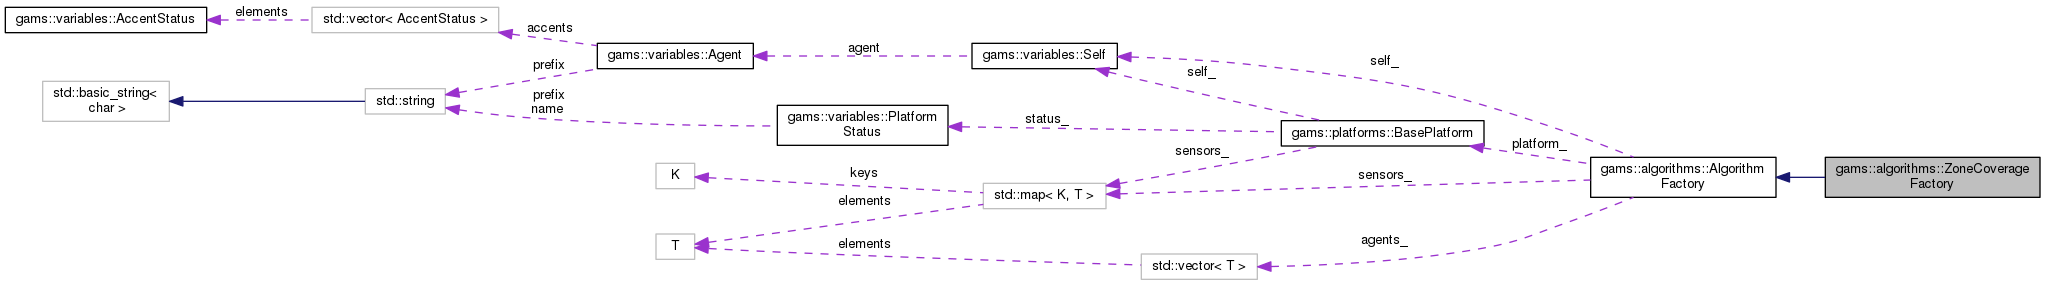 gams::variables::AccentStatus
elements
std::vector< AccentStatus >
accents
gams::variables::Agent
agent
gams::variables::Self
self_
prefix
self_
std::basic_string<
char >
std::string
prefix
name
gams::variables::Platform
Status
status_
gams::platforms::BasePlatform
platform_
sensors_
gams::algorithms::Algorithm
Factory
gams::algorithms::ZoneCoverage
Factory
K
keys
sensors_
std::map< K, T >
elements
T
elements
agents_
std::vector< T >